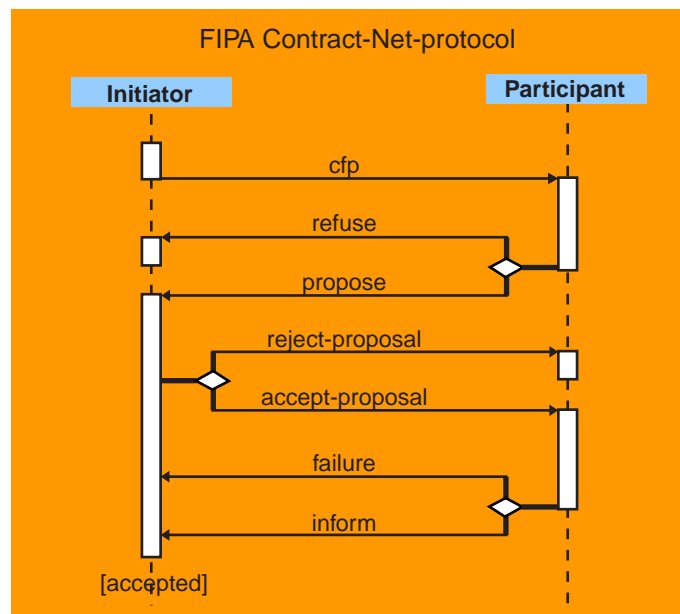 FIPA Contract-Net-protocol
Initiator
Participant
cfp
refuse
propose
reject-proposal
accept-proposal
failure
inform
[accepted]